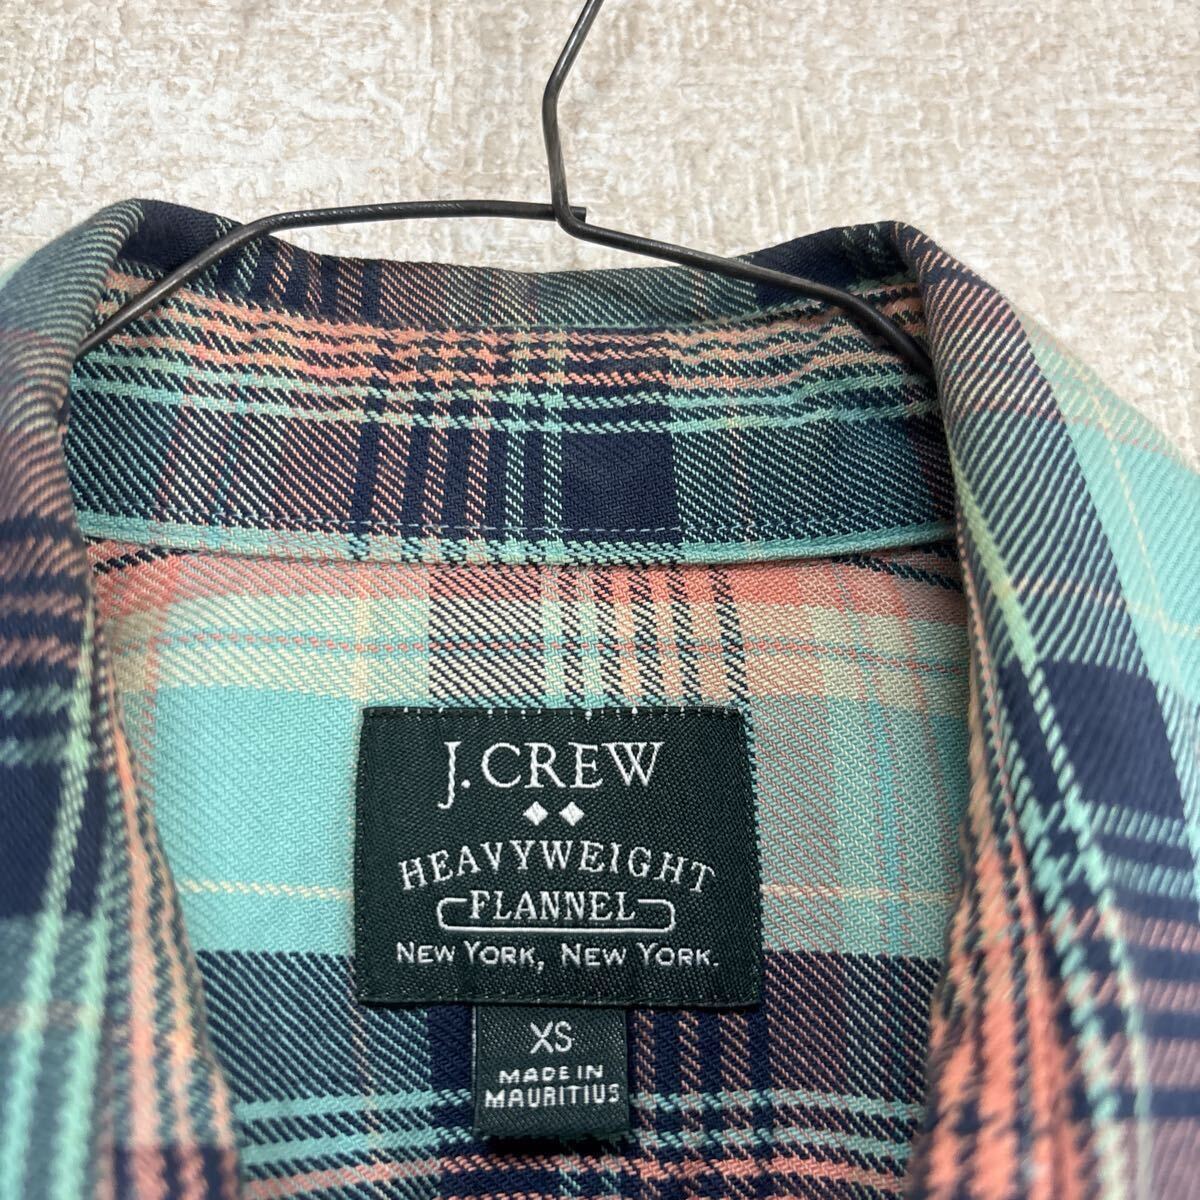 J.CREW
HEAVYWEIGHT
FLANNEL
NEW YORK, NEW YORK.
XS
MADE IN
MAURITIUS